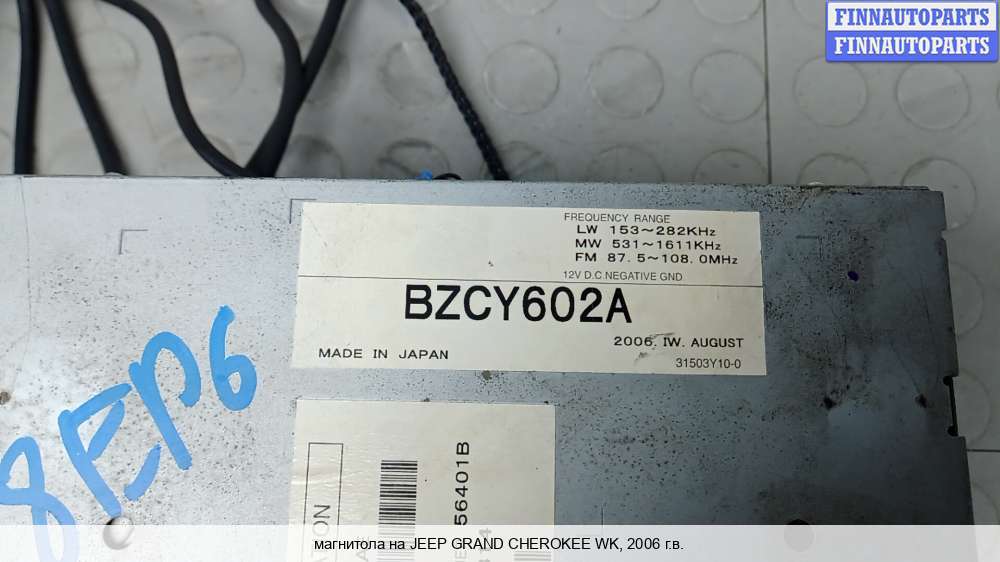 FINNAUTOPARTS
FINNAUTOPARTS
FREQUENCY RANGE
LW 153~282KHz
MW 531~1611KHz
FM 87.5~108.0MHz
12V D.C.NEGATIVE GND
BZCY602A
2006. IW. AUGUST
MADE IN JAPAN
31503Y10-0
8EP6
56401B
магнитола на JEEP GRAND CHEROKEE WK, 2006 г.в.